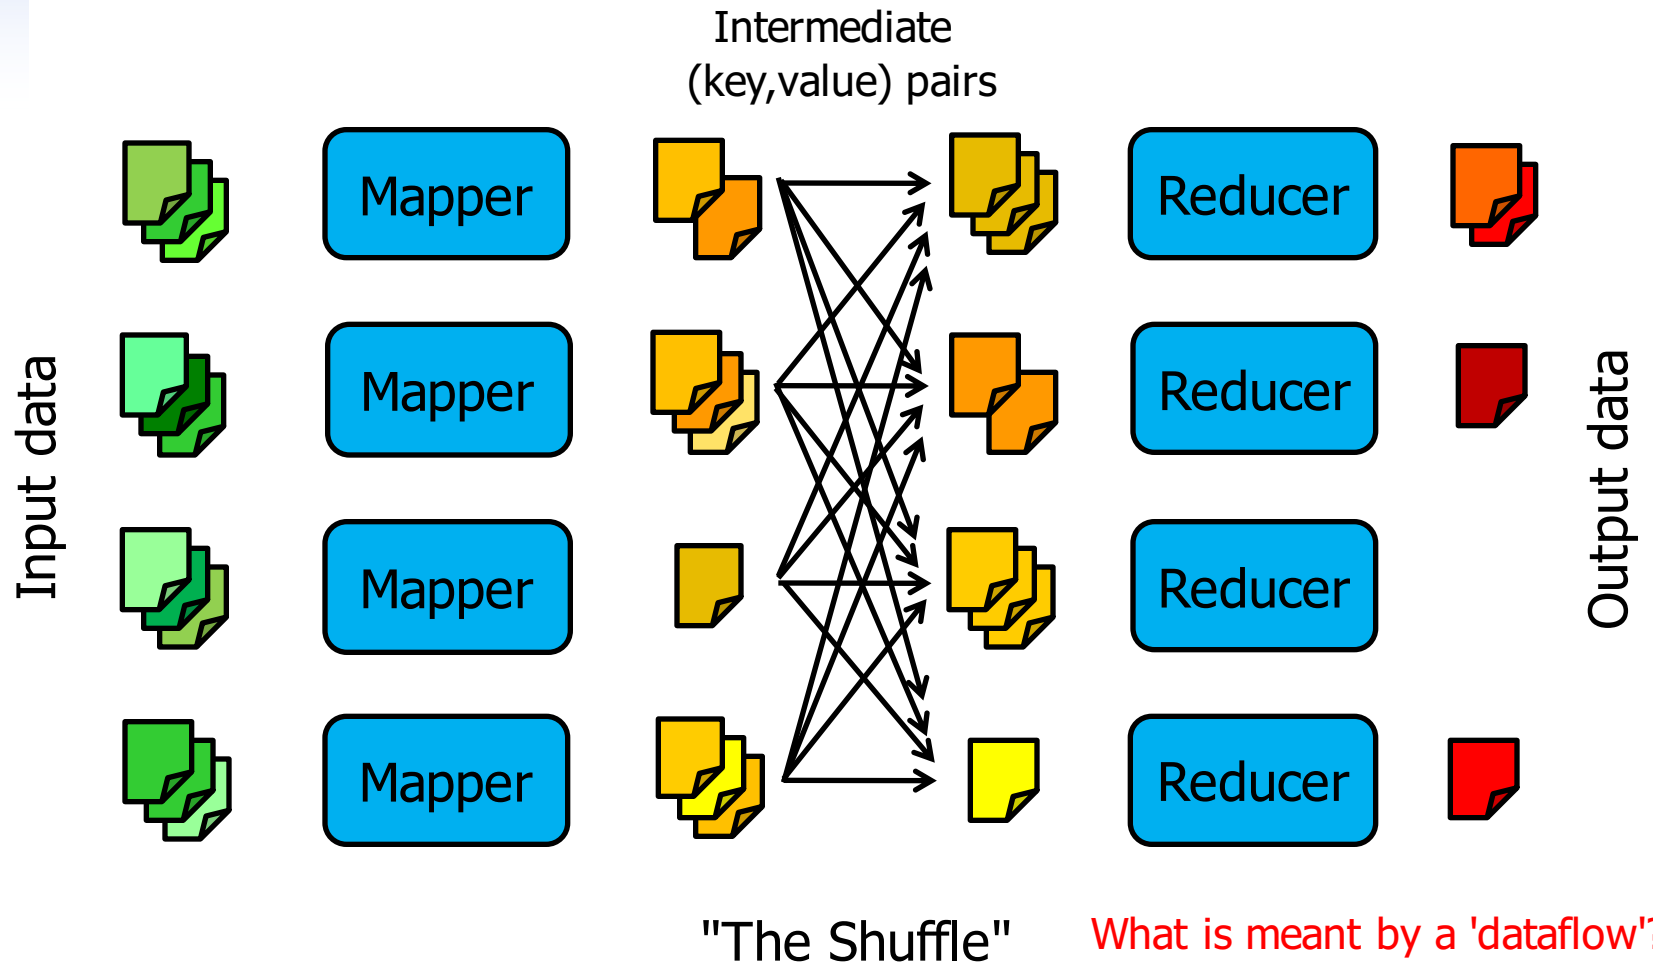 Intermediate
(key,value) pairs
Mapper
Reducer
Mapper
Reducer
Input data
Output data
Mapper
Reducer
Mapper
Reducer
"The Shuffle"
What is meant by a 'dataflow'?